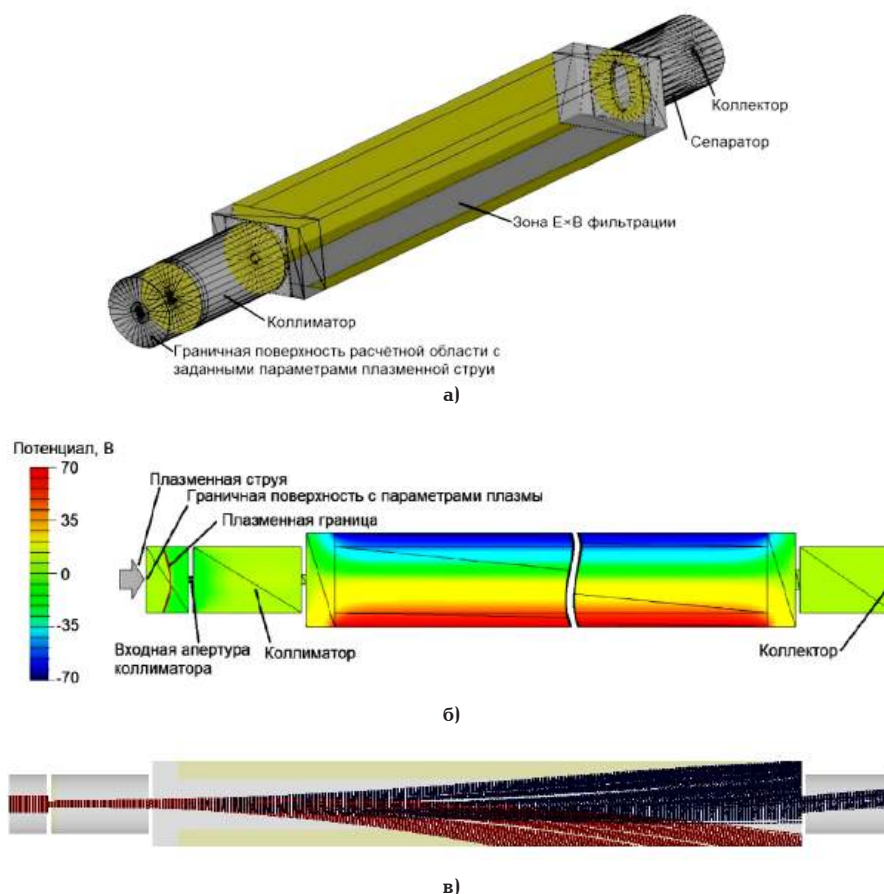 Коллектор
Сепаратор
Зона E×B фильтрации
Коллиматор
Граничная поверхность расчётной области с
заданными параметрами плазменной струи
а)
Потенциал, В
70
35
0
-35
-70
Плазменная струя
Граничная поверхность с параметрами плазмы
Плазменная граница
Входная апертура
коллиматора
Коллиматор
Коллектор
б)
в)